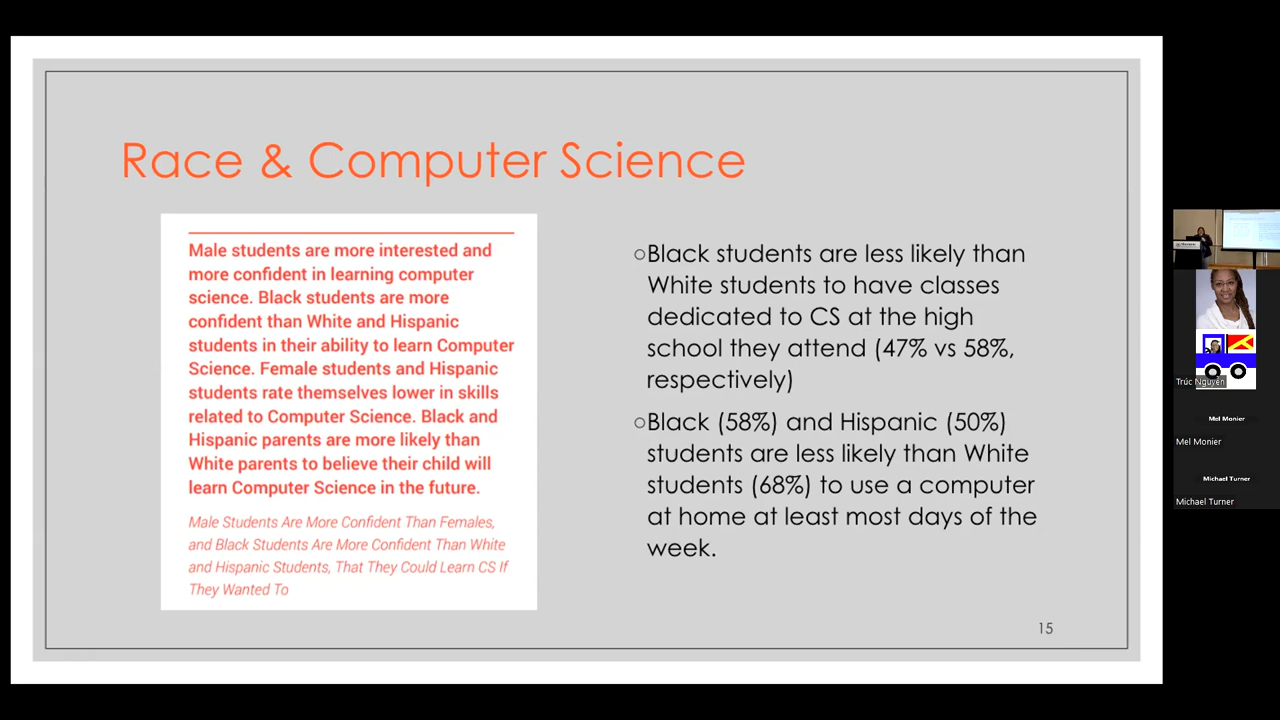 Race & Computer Science
Male students are more interested and
more confident in learning computer
science. Black students are more
confident than White and Hispanic
students in their ability to learn Computer
Science. Female students and Hispanic
students rate themselves lower in skills
related to Computer Science. Black and
Hispanic parents are more likely than
White parents to believe their child will
learn Computer Science in the future.
Male Students Are More Confident Than Females,
and Black Students Are More Confident Than White
and Hispanic Students, That They Could Learn CS If
They Wanted To
○Black students are less likely than
White students to have classes
dedicated to CS at the high
school they attend (47% vs 58%,
respectively)
○Black (58%) and Hispanic (50%)
students are less likely than White
students (68%) to use a computer
at home at least most days of the
week.
15
Trúc Nguyễn
Mel Monier
Mel Monier
Michael Turner
Michael Turner